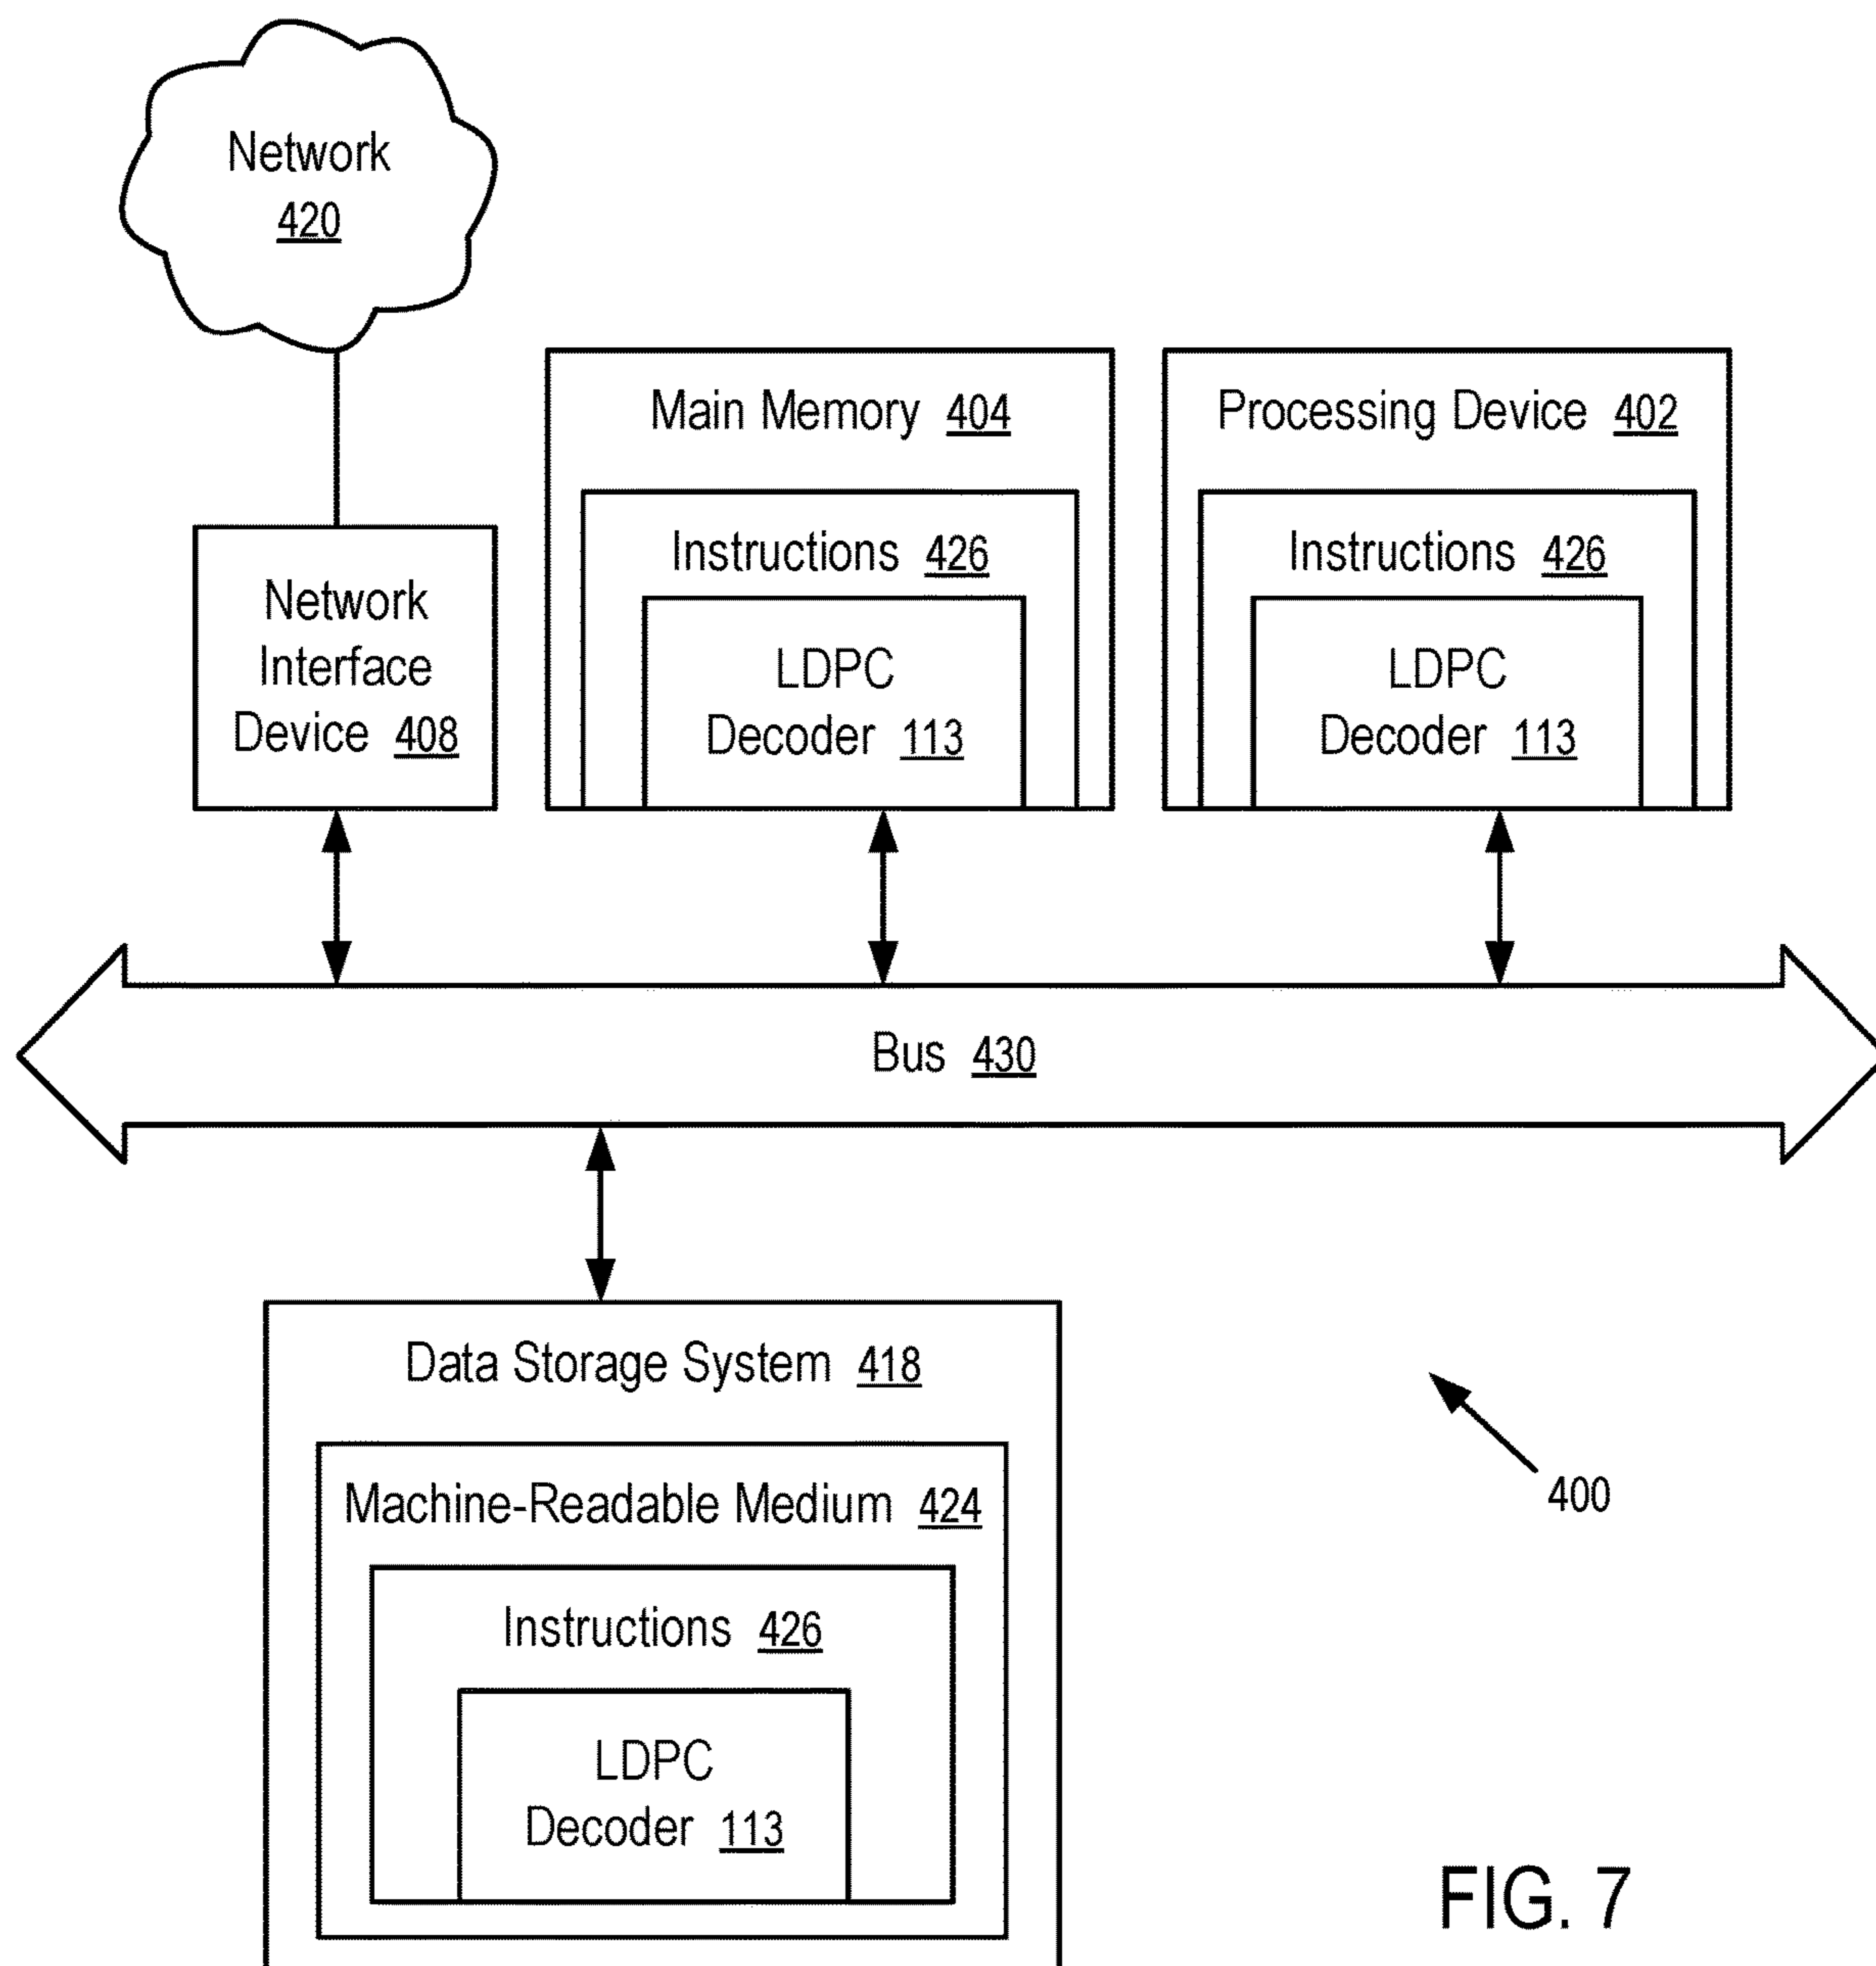 Network
420
Main Memory 404
Instructions 426
LDPC
Decoder 113
Processing Device 402
Instructions 426
LDPC
Decoder 113
Network
Interface
Device 408
Bus 430
Data Storage System 418
Machine-Readable Medium 424
Instructions 426
LDPC
Decoder 113
400
FIG. 7